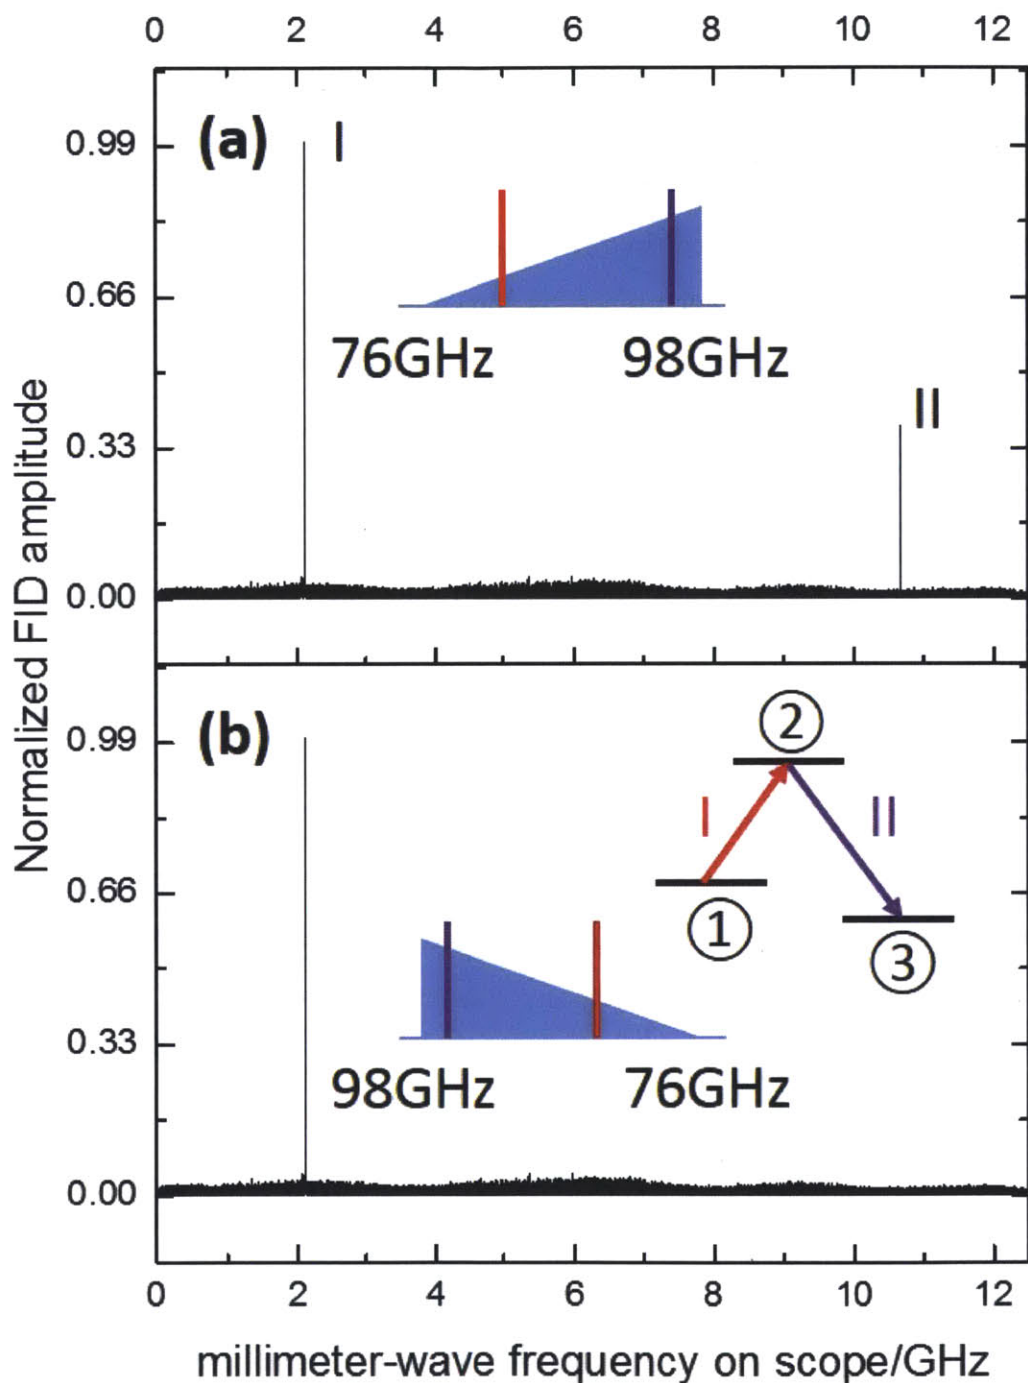 0 2 4 6 8 10 12
(a) I
0.99
0.66
76GHz 98GHz
II
0.33
0.00
Normalized FID amplitude
(b)
0.99
②
I II
0.66
① ③
98GHz 76GHz
0.33
0.00
0 2 4 6 8 10 12
millimeter-wave frequency on scope/GHz